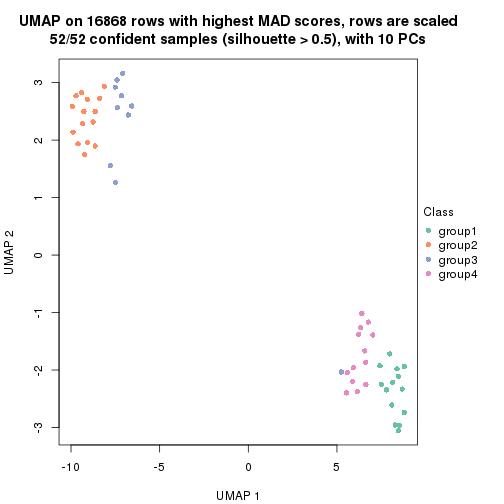 UMAP on 16868 rows with highest MAD scores, rows are scaled
52/52 confident samples (silhouette > 0.5), with 10 PCs
3
2
1
0
-1
-2
-3
UMAP 2
-10
-5
0
5
UMAP 1
Class
group1
group2
group3
group4